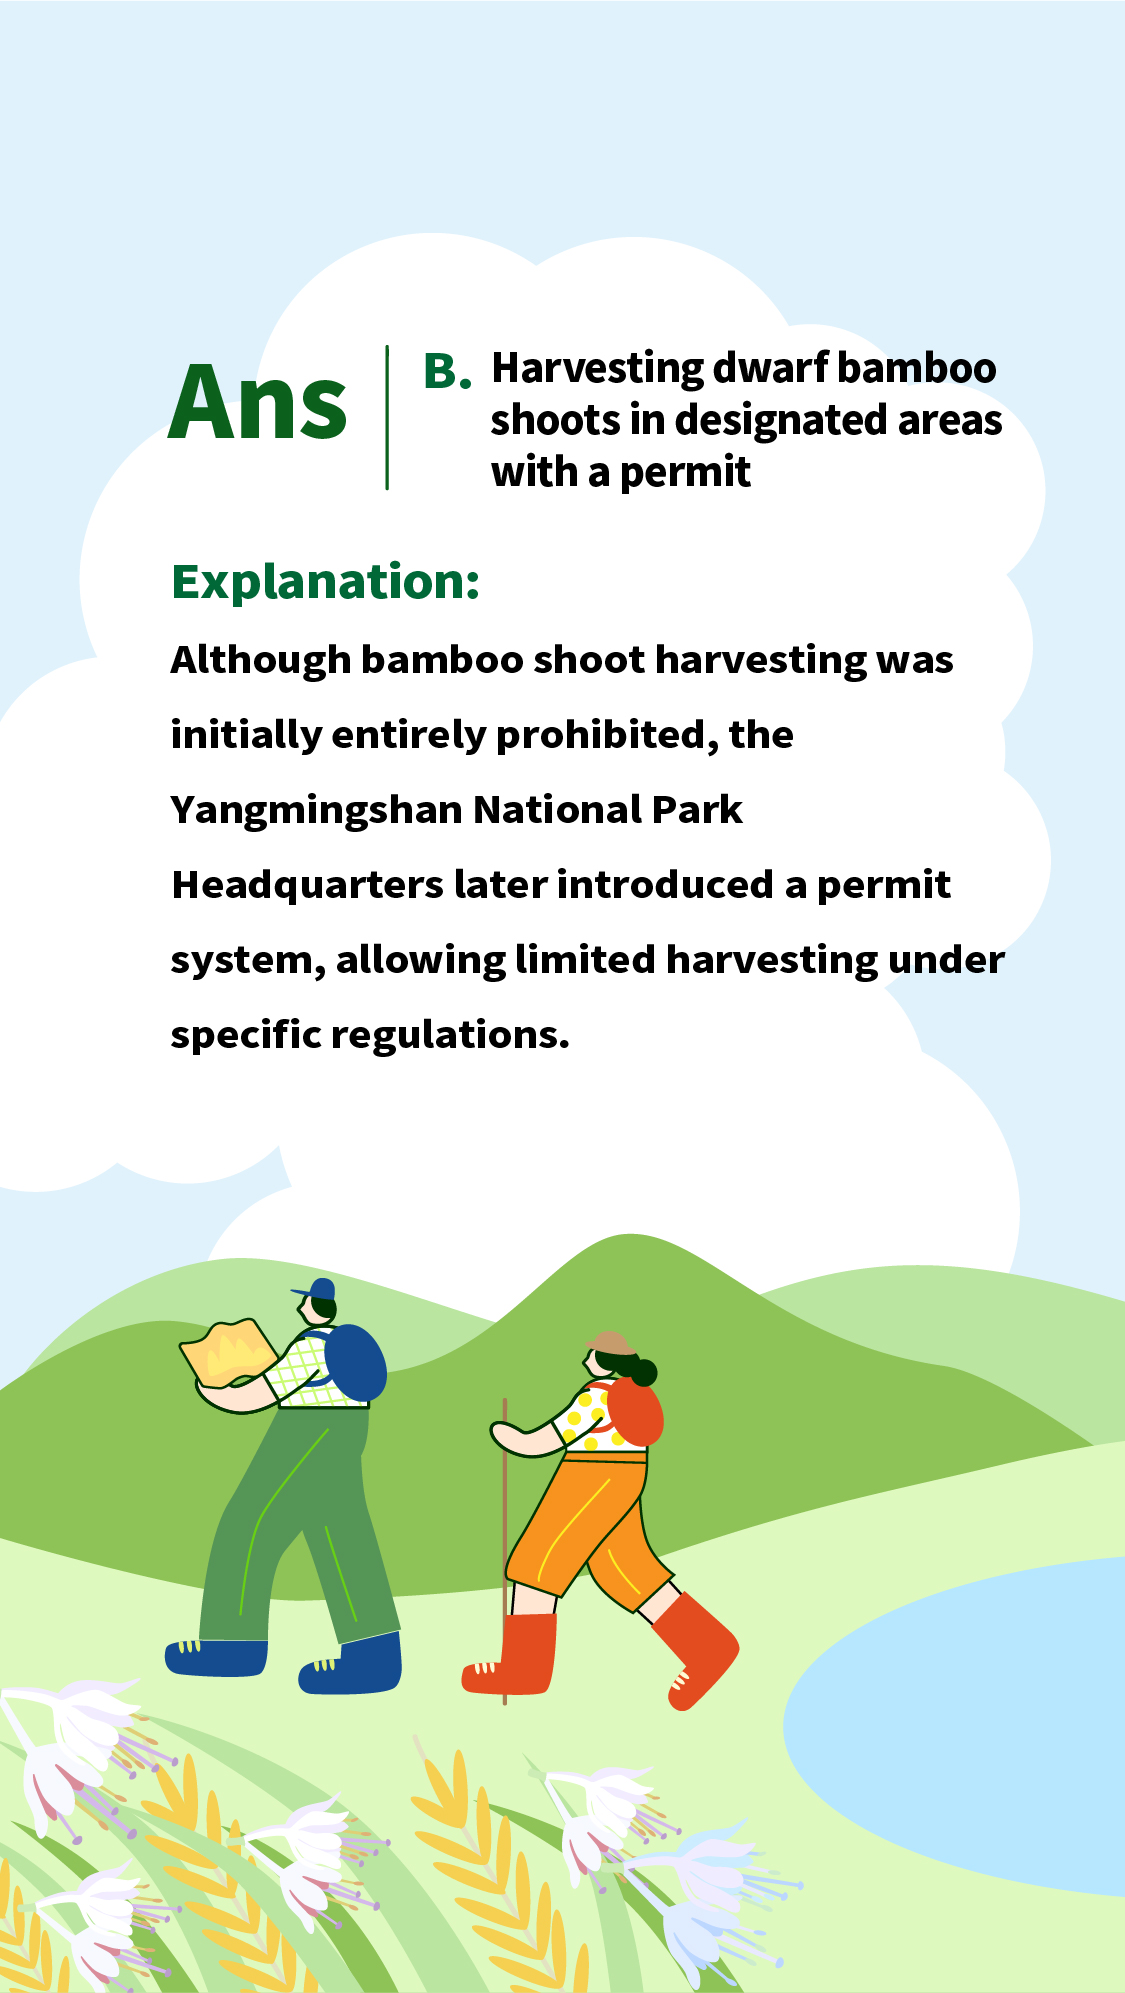 Ans
B. Harvesting dwarf bamboo
shoots in designated areas
with a permit
Explanation:
Although bamboo shoot harvesting was
initially entirely prohibited, the
Yangmingshan National Park
Headquarters later introduced a permit
system, allowing limited harvesting under
specific regulations.